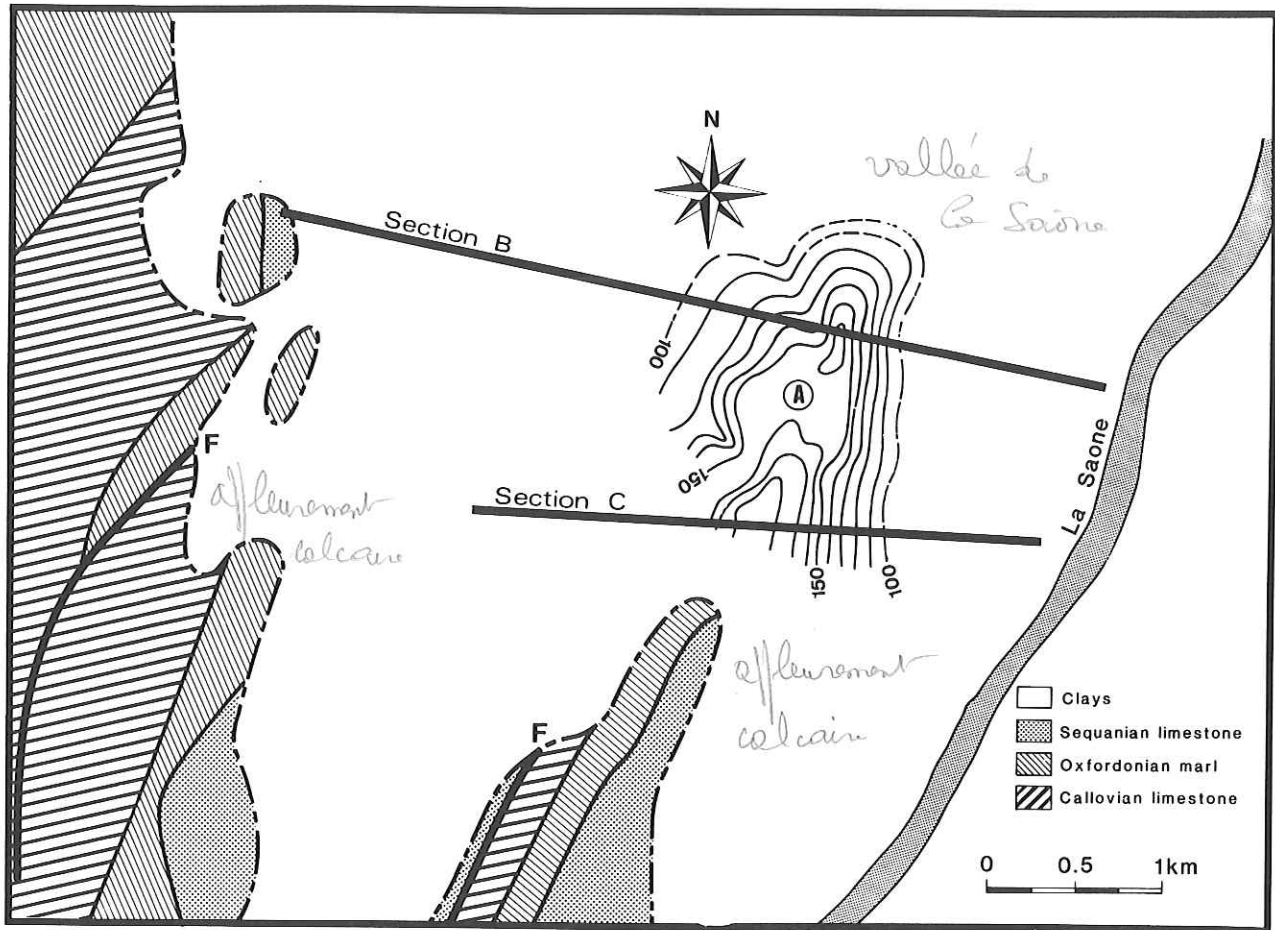 N
vallée de
la Saône
Section B
100
A
F
150
affleurement
calcaire
Section C
La Saone
150
100
affleurement
calcaire
F
Clays
Sequanian limestone
Oxfordonian marl
Callovian limestone
0 0.5 1km